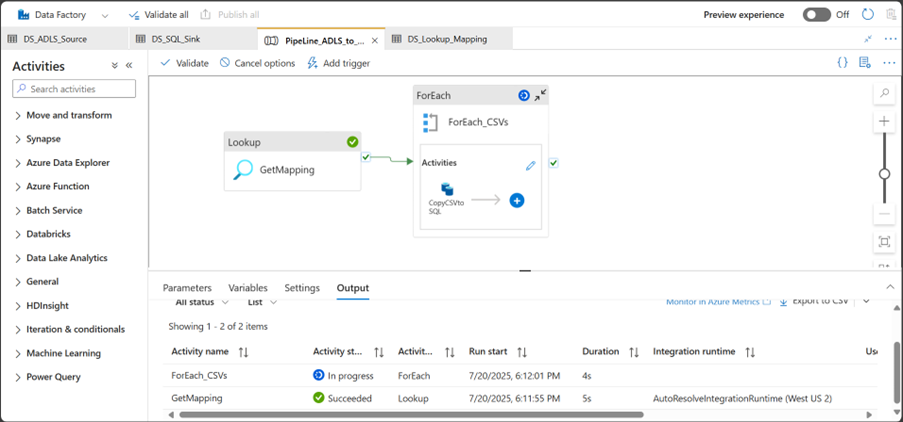 Data Factory Validate all Publish all Preview experience Off
DS_ADLS_Source DS_SQL_Sink PipeLine_ADLS_to_... DS_Lookup_Mapping
Activities
Search activities
Move and transform
Synapse
Azure Data Explorer
Azure Function
Batch Service
Databricks
Data Lake Analytics
General
HDInsight
Iteration & conditionals
Machine Learning
Power Query
Validate Cancel options Add trigger
Lookup
GetMapping
ForEach
ForEach_CSVs
Activities
CopyCSVto
SQL
Parameters Variables Settings Output
All status List Monitor in Azure Metrics Export to CSV
Showing 1 - 2 of 2 items
Activity name Activity st... Activit... Run start Duration Integration runtime Use
ForEach_CSVs In progress ForEach 7/20/2025, 6:12:01 PM 4s
GetMapping Succeeded Lookup 7/20/2025, 6:11:55 PM 5s AutoResolveIntegrationRuntime (West US 2)